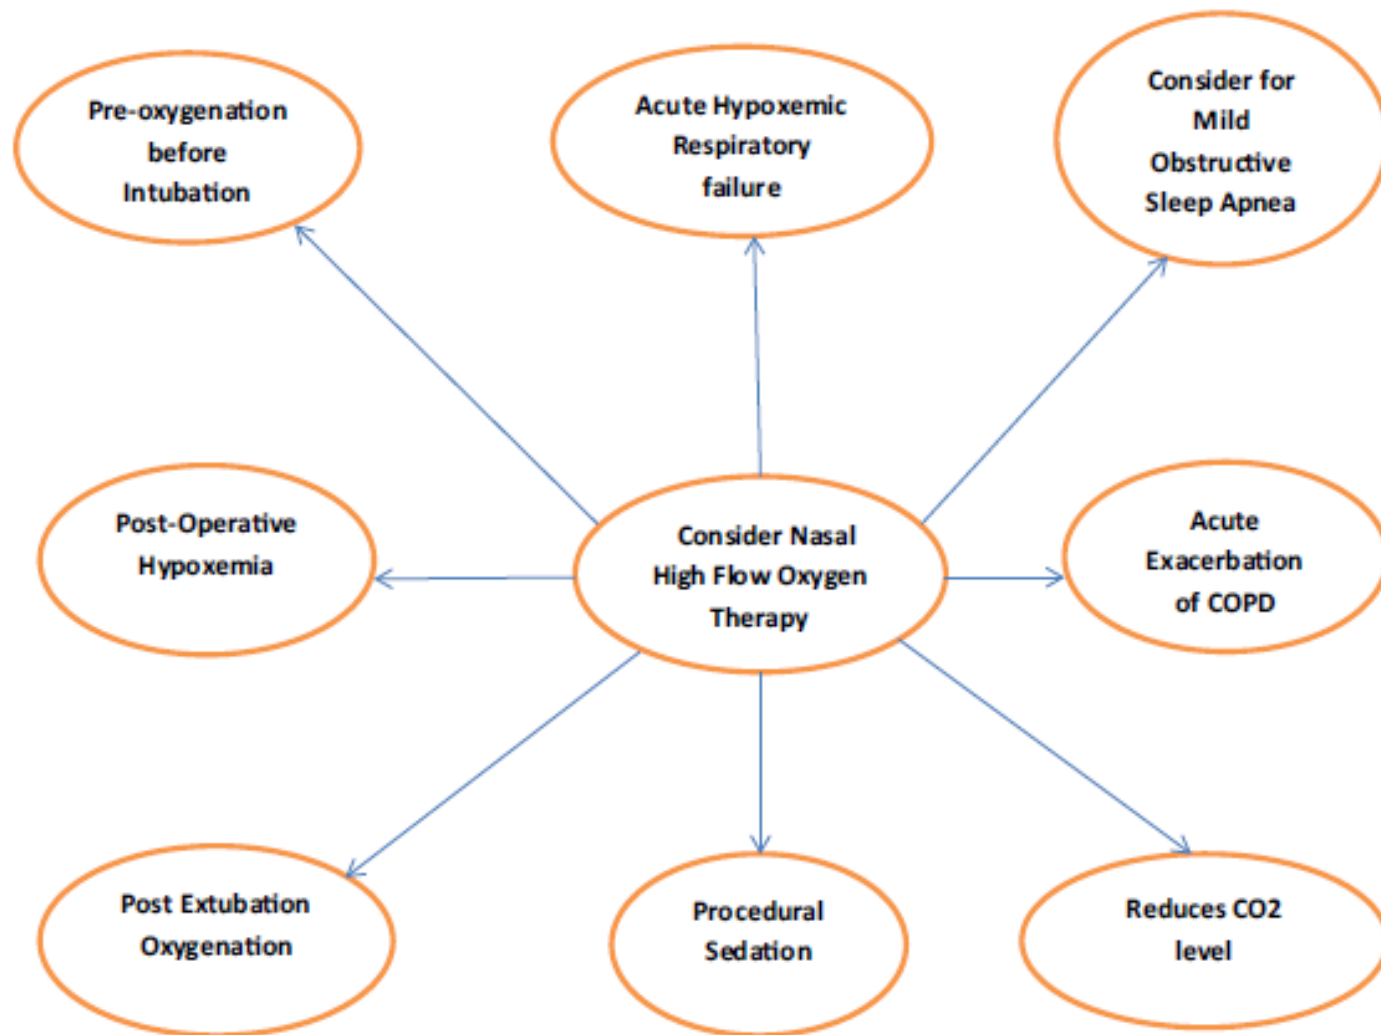 Pre-oxygenation
before
Intubation
Acute Hypoxemic
Respiratory
failure
Consider for
Mild
Obstructive
Sleep Apnea
Post-Operative
Hypoxemia
Consider Nasal
High Flow Oxygen
Therapy
Acute
Exacerbation
of COPD
Post Extubation
Oxygenation
Procedural
Sedation
Reduces CO2
level